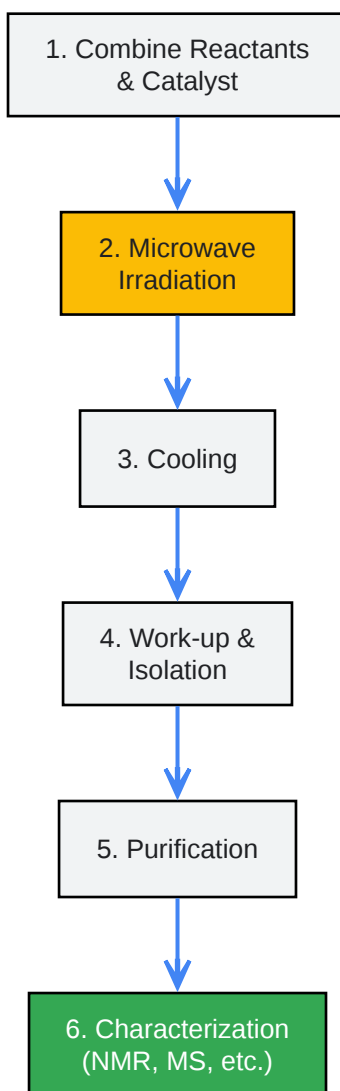 1. Combine Reactants
& Catalyst
2. Microwave
Irradiation
3. Cooling
4. Work-up &
Isolation
5. Purification
6. Characterization
(NMR, MS, etc.)